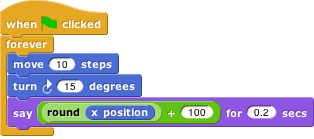 when clicked
forever
move 10 steps
turn 15 degrees
say round x position + 100 for 0.2 secs